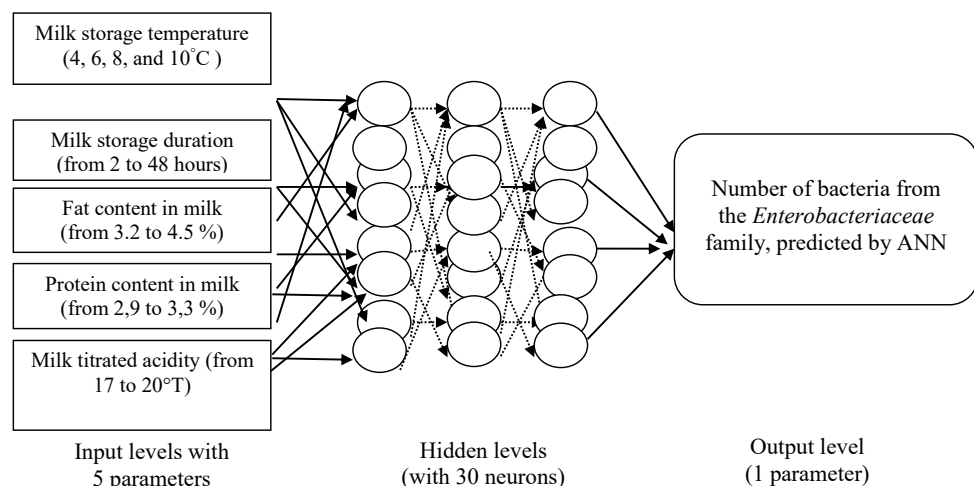 Milk storage temperature
(4, 6, 8, and 10°C )
Milk storage duration
(from 2 to 48 hours)
Fat content in milk
(from 3.2 to 4.5 %)
Protein content in milk
(from 2,9 to 3,3 %)
Milk titrated acidity (from
17 to 20°T)
Number of bacteria from
the Enterobacteriaceae
family, predicted by ANN
Input levels with
5 parameters
Hidden levels
(with 30 neurons)
Output level
(1 parameter)